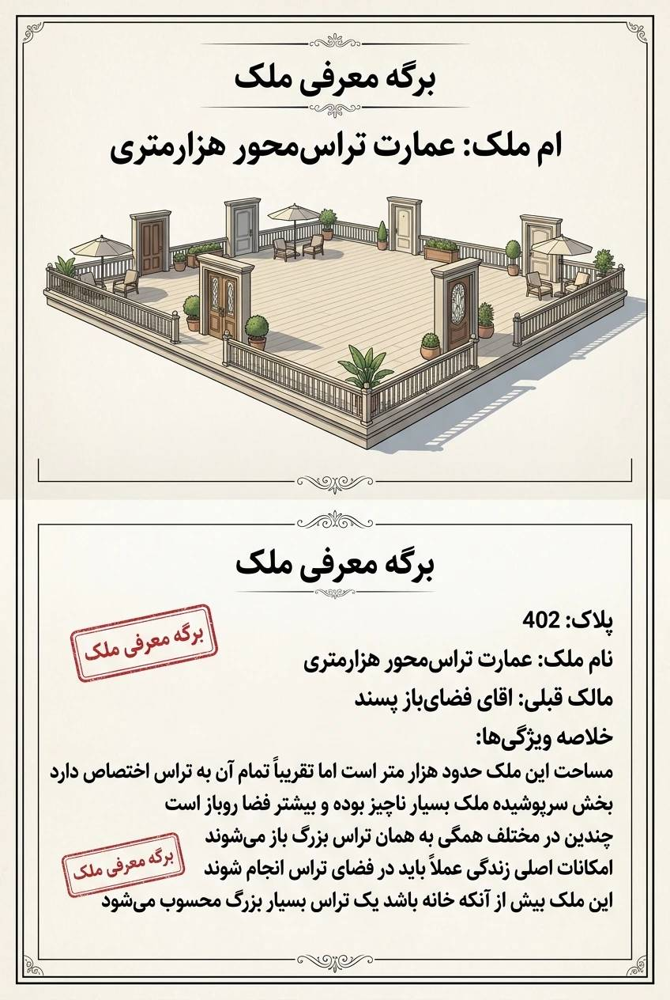 برگه معرفی ملک
ام ملک: عمارت تراس‌محور هزارمتری
برگه معرفی ملک
پلاک: 402
نام ملک: عمارت تراس‌محور هزارمتری
مالک قبلی: اقای فضای‌باز پسند
خلاصه ویژگی‌ها:
مساحت این ملک حدود هزار متر است اما تقریباً تمام آن به تراس اختصاص دارد
بخش سرپوشیده ملک بسیار ناچیز بوده و بیشتر فضا روباز است
چندین در مختلف همگی به همان تراس بزرگ باز می‌شوند
امکانات اصلی زندگی عملاً باید در فضای تراس انجام شوند
این ملک بیش از آنکه خانه باشد یک تراس بسیار بزرگ محسوب می‌شود
برگه معرفی ملک
برگه معرفی ملک